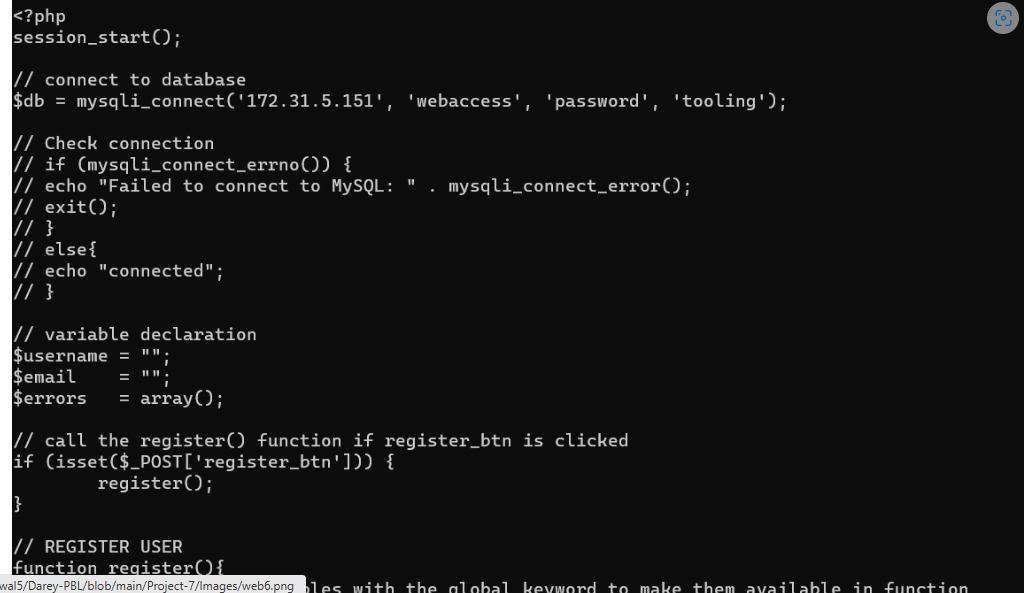 <?php
session_start();

// connect to database
$db = mysqli_connect('172.31.5.151', 'webaccess', 'password', 'tooling');

// Check connection
// if (mysqli_connect_errno()) {
// echo "Failed to connect to MySQL: " . mysqli_connect_error();
// exit();
// }
// else{
// echo "connected";
// }

// variable declaration
$username = "";
$email    = "";
$errors   = array();

// call the register() function if register_btn is clicked
if (isset($_POST['register_btn'])) {
        register();
}

// REGISTER USER
function register(){
wal5/Darey-PBL/blob/main/Project-7/Images/web6.png
with the global keyword to make them available in function